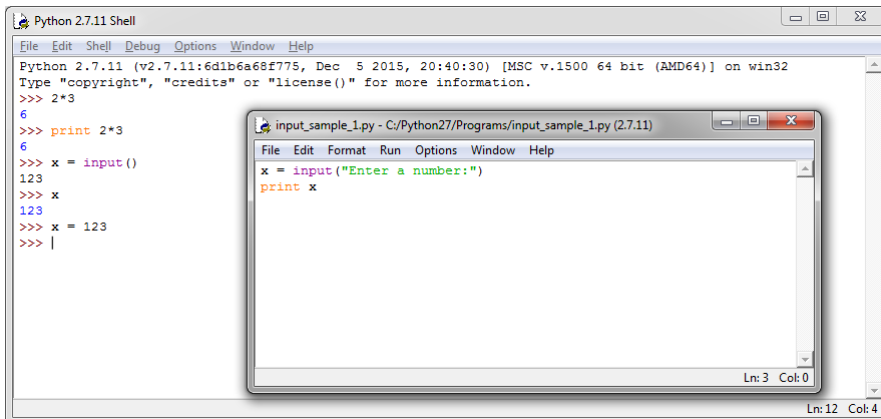 Python 2.7.11 Shell
File Edit Shell Debug Options Window Help
Python 2.7.11 (v2.7.11:6d1b6a68f775, Dec  5 2015, 20:40:30) [MSC v.1500 64 bit (AMD64)] on win32
Type "copyright", "credits" or "license()" for more information.
>>> 2*3
6
>>> print 2*3
6
>>> x = input()
123
>>> x
123
>>> x = 123
>>>
input_sample_1.py - C:/Python27/Programs/input_sample_1.py (2.7.11)
File Edit Format Run Options Window Help
x = input("Enter a number:")
print x
Ln: 3 Col: 0
Ln: 12 Col: 4